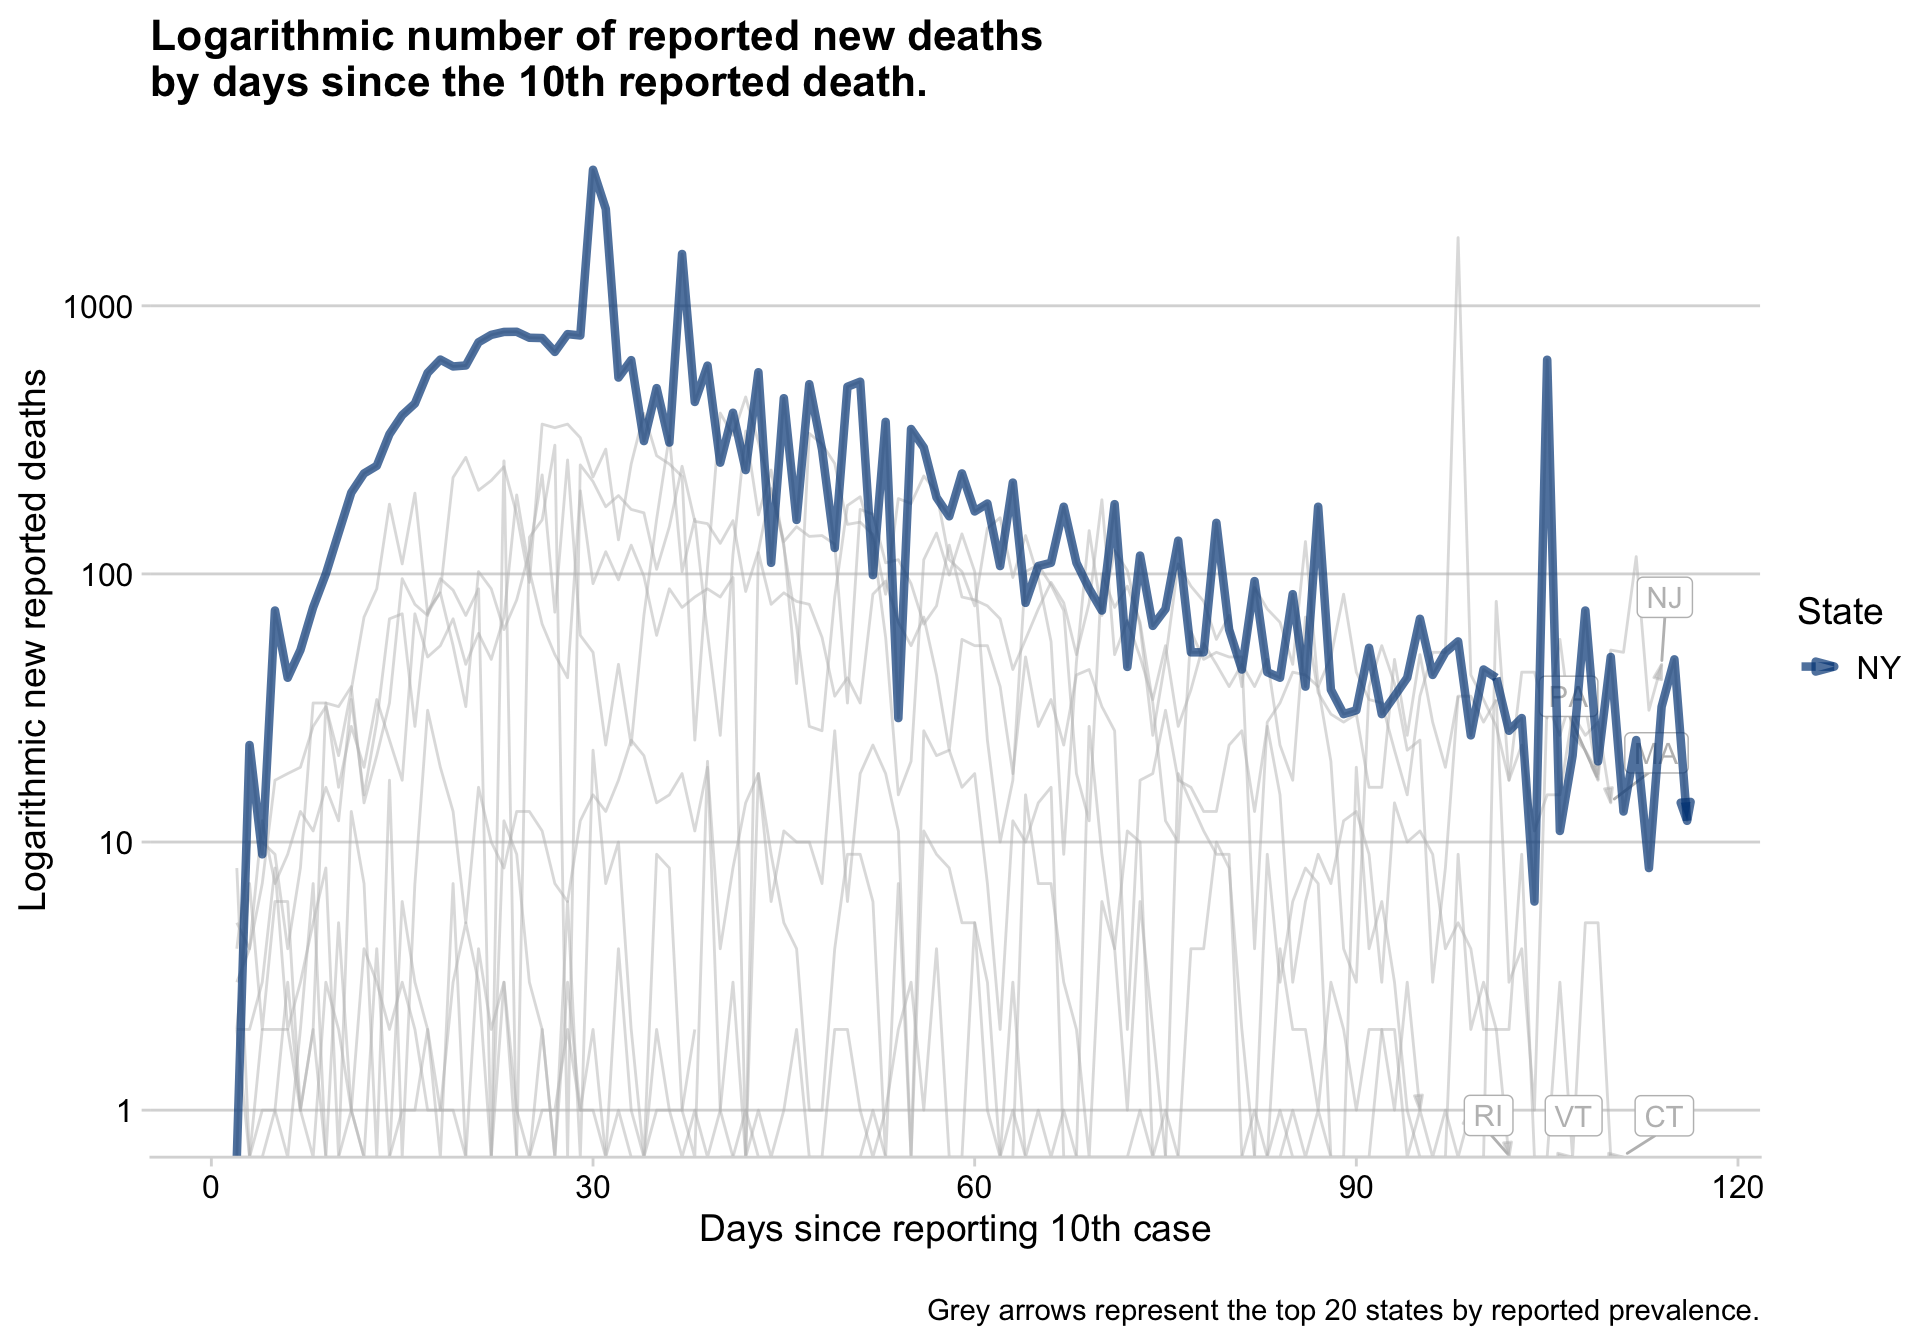 Logarithmic number of reported new deaths
by days since the 10th reported death.
Logarithmic new reported deaths
1000
100
10
1
NJ
PA
MA
RI
VT
CT
State
NY
0
30
60
90
120
Days since reporting 10th case
Grey arrows represent the top 20 states by reported prevalence.